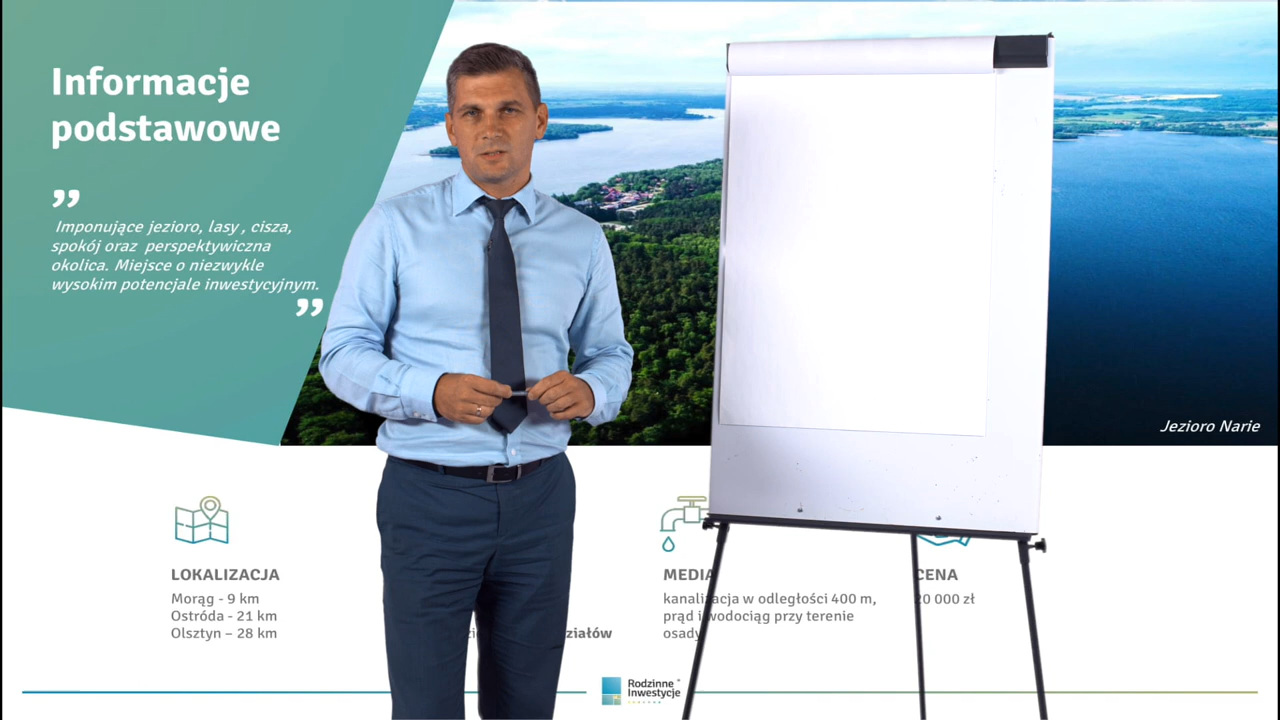 Informacje
podstawowe
”
Imponujące jezioro, lasy , cisza,
spokój oraz perspektywiczna
okolica. Miejsce o niezwykle
wysokim potencjale inwestycyjnym.
”
Jezioro Narie
LOKALIZACJA
Morąg - 9 km
Ostróda - 21 km
Olsztyn – 28 km
MEDIA
kanalizacja w odległości 400 m,
prąd i wodociąg przy terenie
osady
CENA
20 000 zł
Rodzinne
Inwestycje